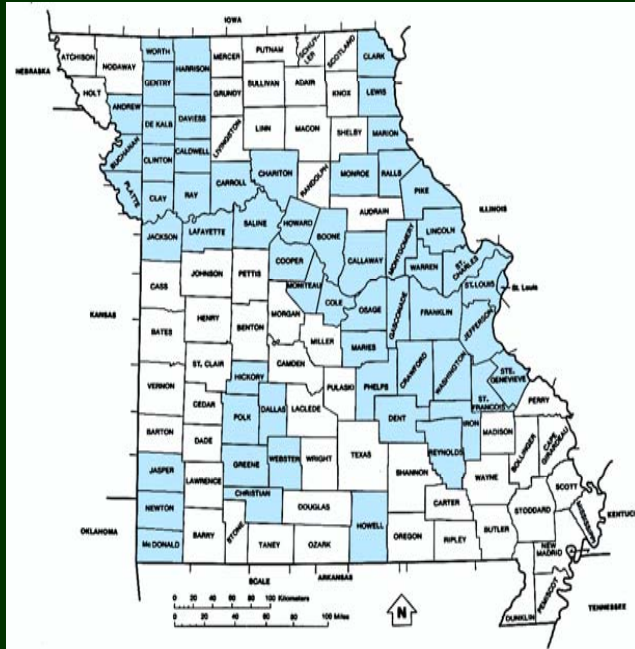 IOWA
NEBRASKA
ATCHISON
NODAWAY
WORTH
HARRISON
MERCER
PUTNAM
SCHUY-
LER
SCOTLAND
CLARK
HOLT
GENTRY
GRUNDY
SULLIVAN
ADAIR
KNOX
LEWIS
ANDREW
DE KALB
DAVIESS
LIVINGSTON
LINN
MACON
SHELBY
MARION
BUCHANAN
CLINTON
CALDWELL
CHARITON
RANDOLPH
MONROE
RALLS
PLATTE
CLAY
RAY
CARROLL
PIKE
AUDRAIN
ILLINOIS
JACKSON
LAFAYETTE
SALINE
HOWARD
BOONE
CALLAWAY
MONTGOMERY
LINCOLN
WARREN
ST.
CHARLES
CASS
JOHNSON
PETTIS
COOPER
MONITEAU
COLE
OSAGE
GASCONADE
FRANKLIN
ST. LOUIS
St. Louis
JEFFERSON
KANSAS
BATES
HENRY
BENTON
MORGAN
MILLER
MARIES
VERNON
ST. CLAIR
HICKORY
CAMDEN
PULASKI
PHELPS
CRAWFORD
WASHINGTON
STE.
GENEVIEVE
ST.
FRANCOIS
PERRY
CEDAR
POLK
DALLAS
LACLEDE
DENT
IRON
MADISON
BARTON
DADE
BOLLINGER
CAPE
GIRARDEAU
JASPER
LAWRENCE
GREENE
WEBSTER
WRIGHT
TEXAS
SHANNON
REYNOLDS
WAYNE
NEWTON
CHRISTIAN
DOUGLAS
HOWELL
CARTER
STODDARD
SCOTT
MISSISSIPPI
KENTUCK
OKLAHOMA
Mc DONALD
BARRY
STONE
TANEY
OZARK
OREGON
RIPLEY
BUTLER
NEW
MADRID
DUNKLIN
PEMISCOT
TENNESSEE
SCALE
ARKANSAS
0 20 40 60 80 100 Kilometers
0 20 40 60 80 100 Miles
N